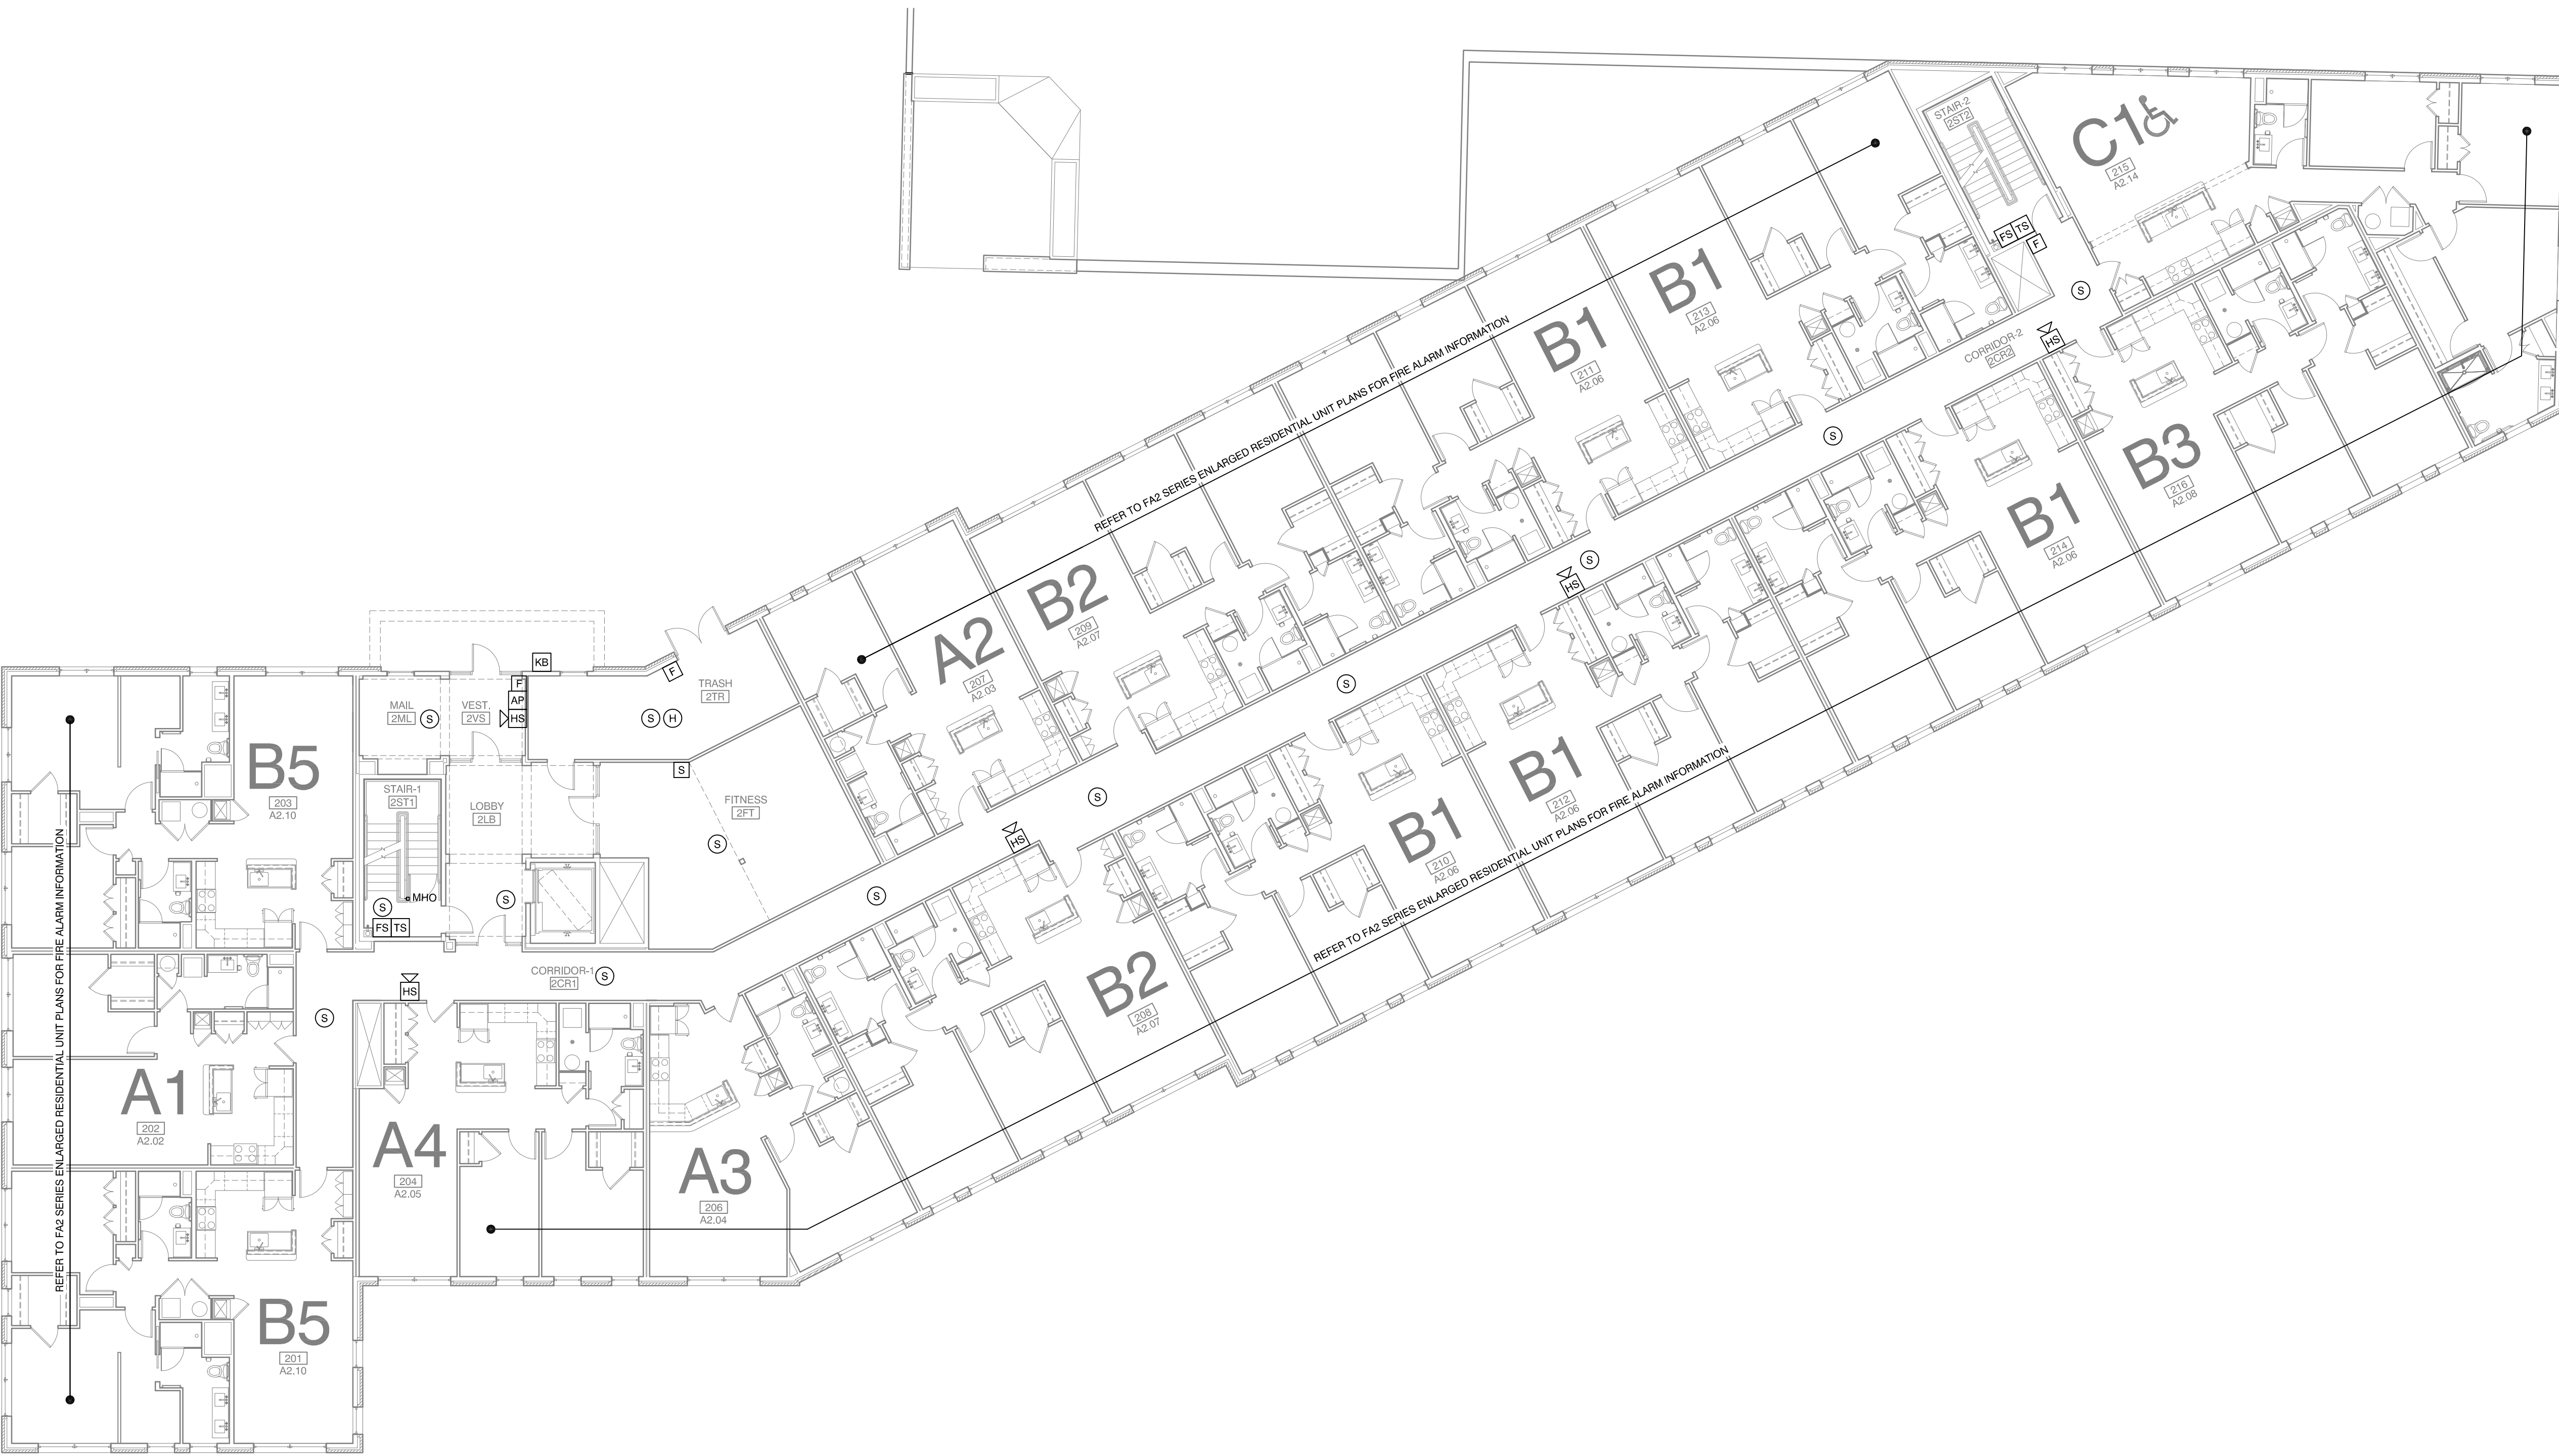 STAIR-2
2ST2
C1
215
A2.14
FS TS
F
S
B1
213
A2.06
CORRIDOR-2
2CR2
HS
B1
211
A2.06
S
REFER TO FA2 SERIES ENLARGED RESIDENTIAL UNIT PLANS FOR FIRE ALARM INFORMATION
B3
216
A2.08
B1
214
A2.06
S
HS
B2
209
A2.07
A2
207
A2.03
S
KB
F
AP
HS
F
TRASH
2TR
S H
MAIL
2ML
S
VEST.
2VS
B5
203
A2.10
STAIR-1
2ST1
LOBBY
2LB
S
FITNESS
2FT
S
S
HS
B1
212
A2.06
B1
210
A2.06
REFER TO FA2 SERIES ENLARGED RESIDENTIAL UNIT PLANS FOR FIRE ALARM INFORMATION
MHO
S
FS TS
S
S
CORRIDOR-1
2CR1
S
HS
S
B2
208
A2.07
REFER TO FA2 SERIES ENLARGED RESIDENTIAL UNIT PLANS FOR FIRE ALARM INFORMATION
A1
202
A2.02
A4
204
A2.05
A3
206
A2.04
B5
201
A2.10